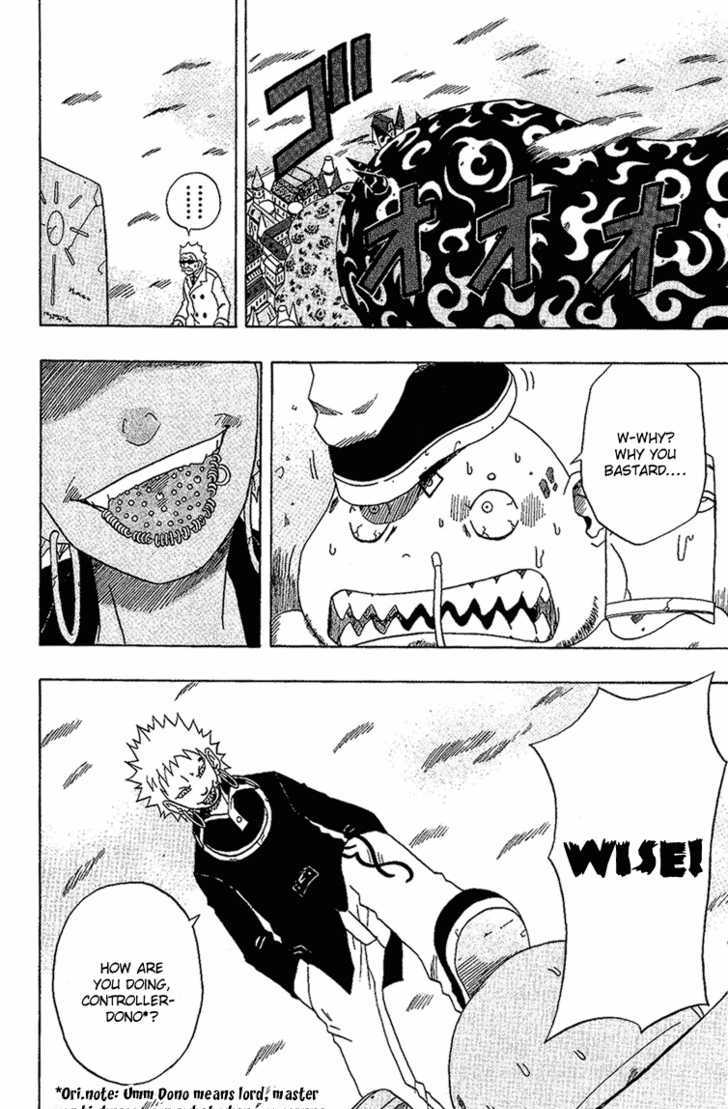 ゴオオオ
W-WHY?
WHY YOU
BASTARD....
WISE!
HOW ARE
YOU DOING,
CONTROLLER-
DONO*?
*Ori.note: Umm Dono means lord, master